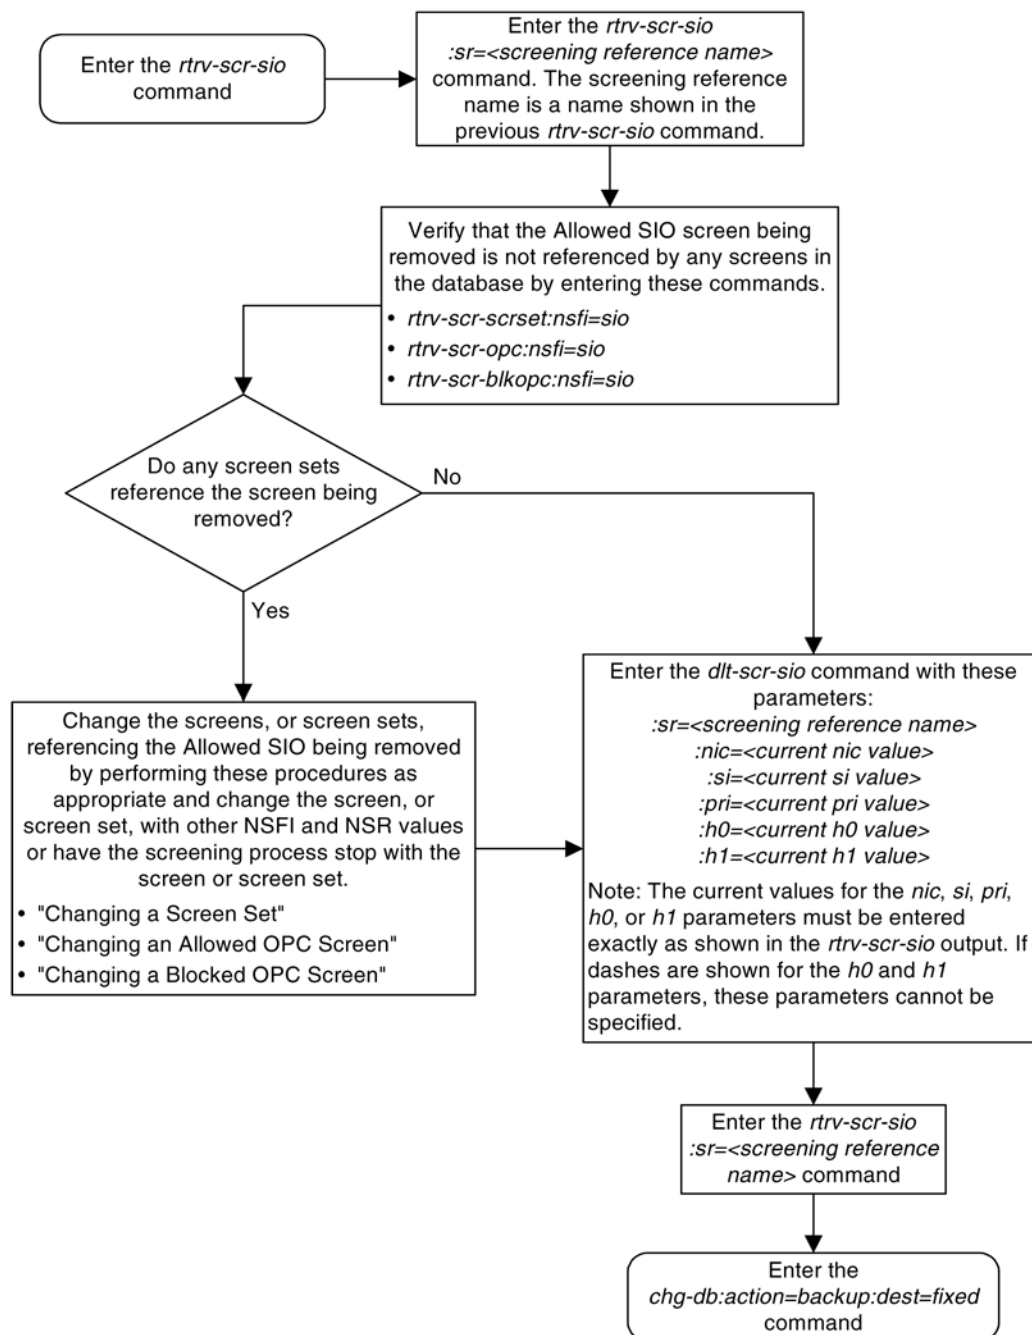 Enter the rtrv-scr-sio
command
Enter the rtrv-scr-sio
:sr=<screening reference name>
command. The screening reference
name is a name shown in the
previous rtrv-scr-sio command.
Verify that the Allowed SIO screen being
removed is not referenced by any screens in
the database by entering these commands.
• rtrv-scr-scrset:nsfi=sio
• rtrv-scr-opc:nsfi=sio
• rtrv-scr-blkopc:nsfi=sio
Do any screen sets
reference the screen being
removed?
No
Yes
Change the screens, or screen sets,
referencing the Allowed SIO being removed
by performing these procedures as
appropriate and change the screen, or
screen set, with other NSFI and NSR values
or have the screening process stop with the
screen or screen set.
• "Changing a Screen Set"
• "Changing an Allowed OPC Screen"
• "Changing a Blocked OPC Screen"
Enter the dlt-scr-sio command with these
parameters:
:sr=<screening reference name>
:nic=<current nic value>
:si=<current si value>
:pri=<current pri value>
:h0=<current h0 value>
:h1=<current h1 value>
Note: The current values for the nic, si, pri,
h0, or h1 parameters must be entered
exactly as shown in the rtrv-scr-sio output. If
dashes are shown for the h0 and h1
parameters, these parameters cannot be
specified.
Enter the rtrv-scr-sio
:sr=<screening reference
name> command
Enter the
chg-db:action=backup:dest=fixed
command